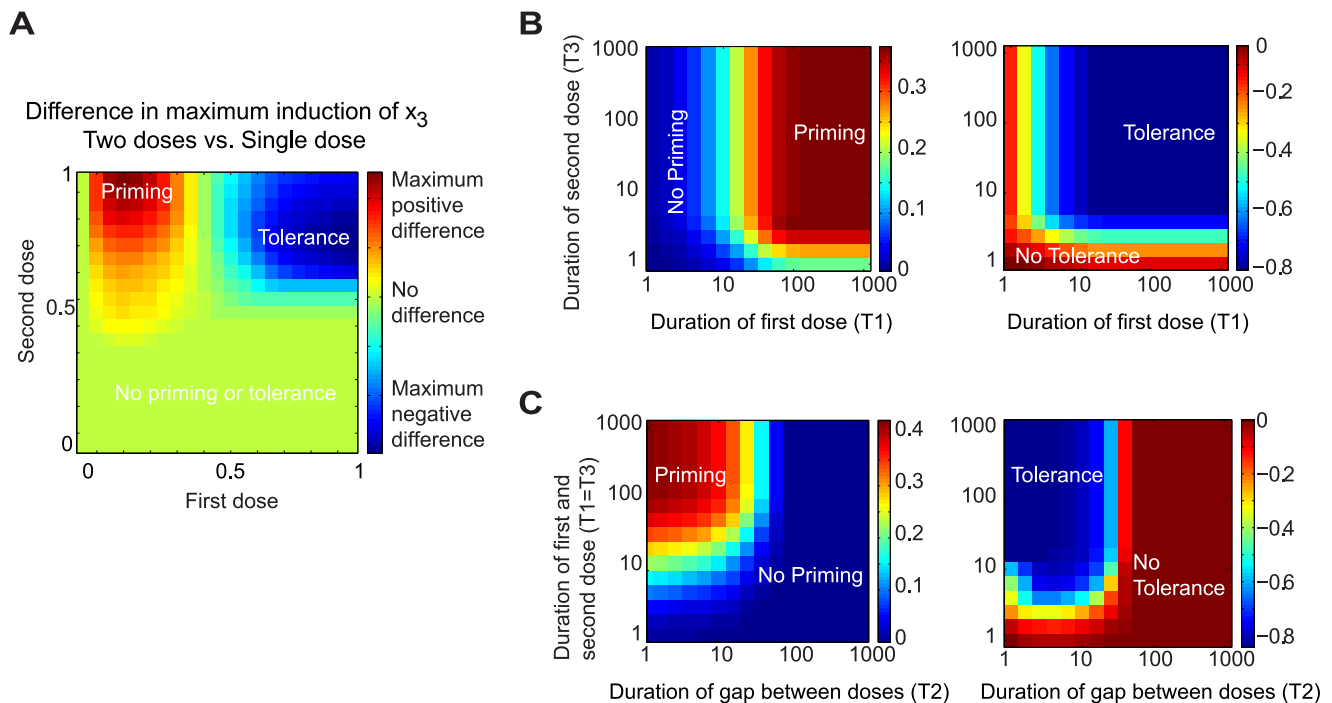 A
Difference in maximum induction of x3
Two doses vs. Single dose
1
0.5
0
Second dose
0
0.5
1
First dose
Priming
Tolerance
No priming or tolerance
Maximum
positive
difference
No
difference
Maximum
negative
difference
B
Duration of second dose (T3)
1000
100
10
1
1
10
100
1000
Duration of first dose (T1)
No Priming
Priming
0.3
0.2
0.1
0
1000
100
10
1
1
10
100
1000
Duration of first dose (T1)
Tolerance
No Tolerance
0
−0.2
−0.4
−0.6
−0.8
C
Duration of first and
second dose (T1=T3)
1000
100
10
1
1
10
100
1000
Duration of gap between doses (T2)
Priming
No Priming
0.4
0.3
0.2
0.1
0
1000
100
10
1
1
10
100
1000
Duration of gap between doses (T2)
Tolerance
No
Tolerance
0
−0.2
−0.4
−0.6
−0.8